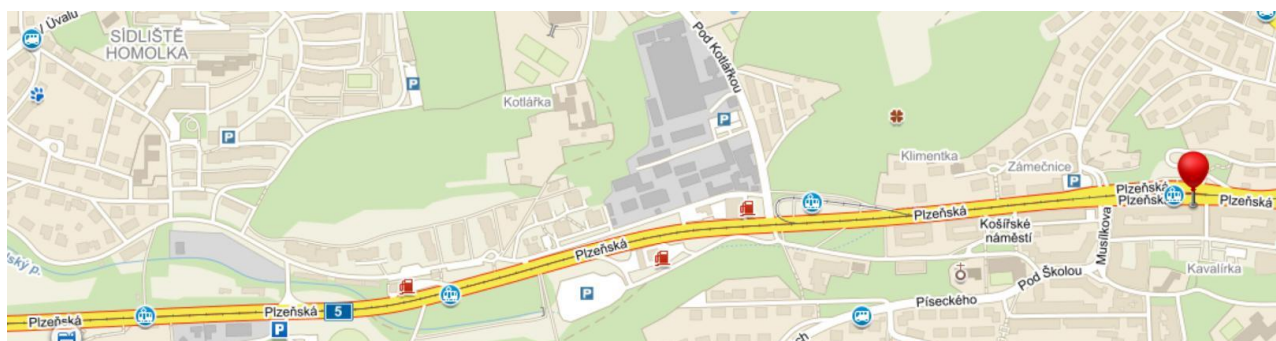 V Úvalu
SÍDLIŠTĚ
HOMOLKA
P
P
Kotlářka
Pod Kotlářkou
P
Klimentka
Zámečnice
P
Plzeňská
Plzeňská
Plzeňská
Plzeňská
Košířské
náměstí
Musílkova
Plzeňská
Kavalírka
Pod Školou
Píseckého
P
Plzeňská
Plzeňská
5
P